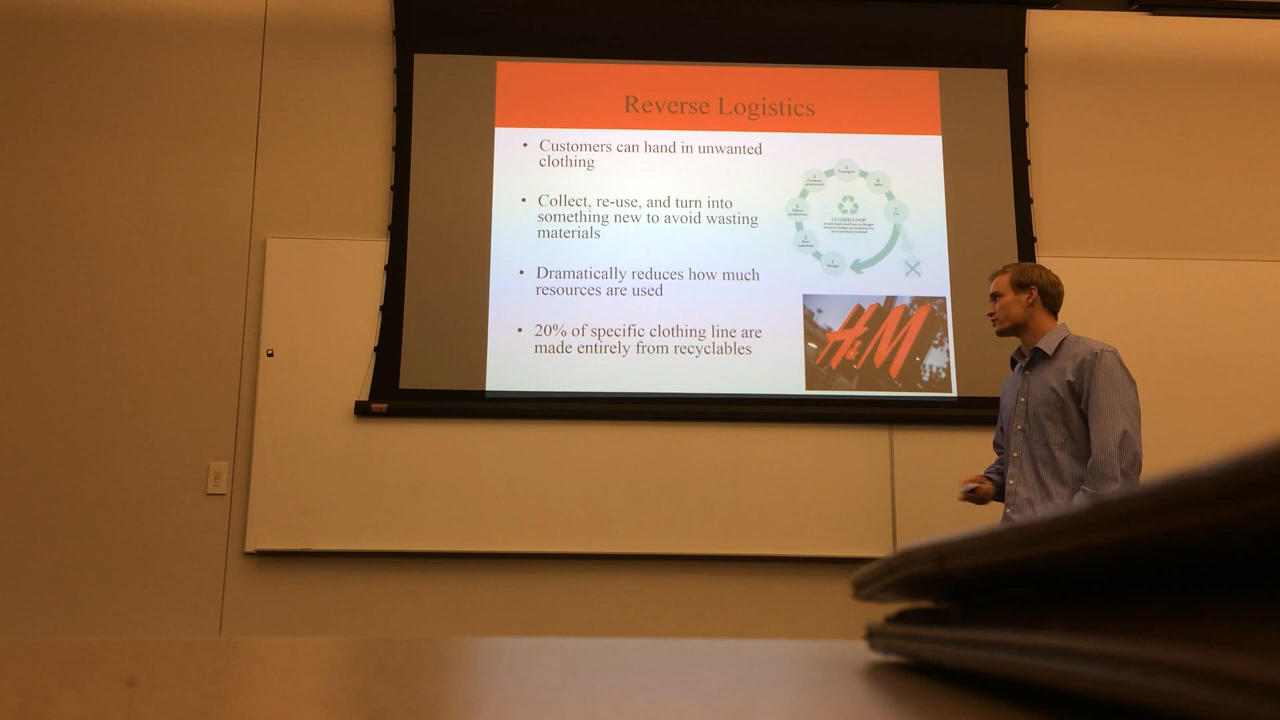 Reverse Logistics
• Customers can hand in unwanted
clothing
• Collect, re-use, and turn into
something new to avoid wasting
materials
• Dramatically reduces how much
resources are used
• 20% of specific clothing line are
made entirely from recyclables
CLOSED LOOP
H&M